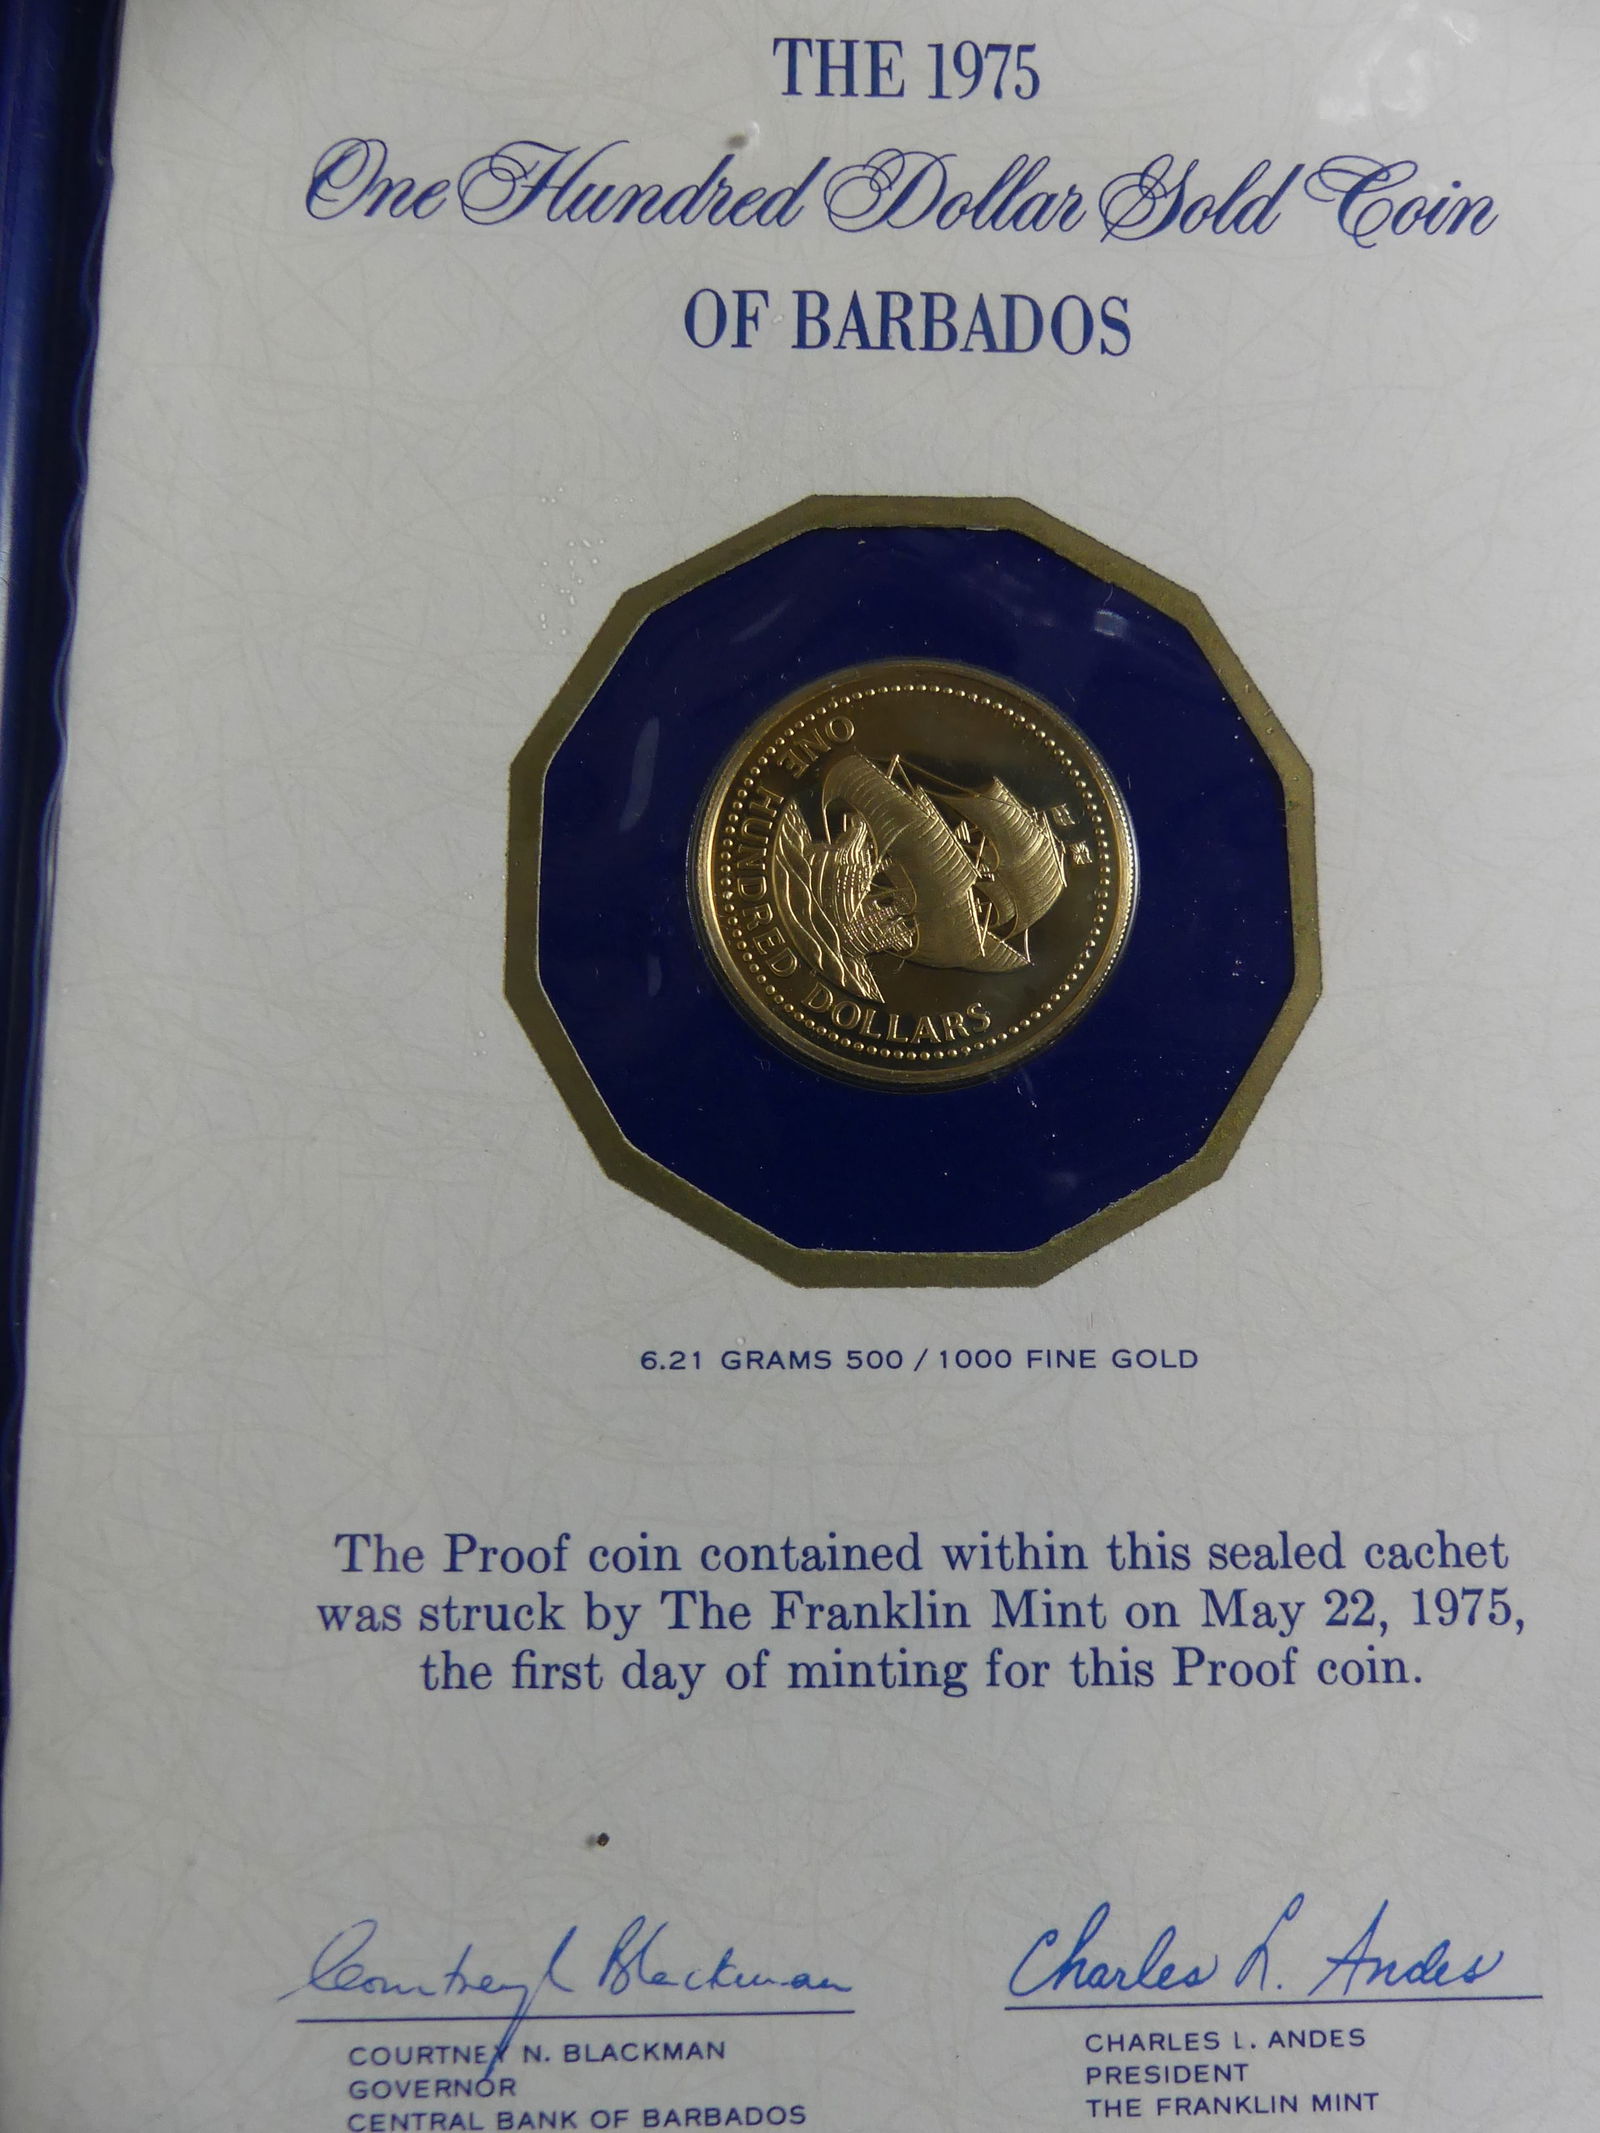 THE 1975
One Hundred Dollar Gold Coin
OF BARBADOS
ONE HUNDRED DOLLARS
6.21 GRAMS 500 / 1000 FINE GOLD
The Proof coin contained within this sealed cachet
was struck by The Franklin Mint on May 22, 1975,
the first day of minting for this Proof coin.
Courtney N Blackman
Charles L. Andes
COURTNEY N. BLACKMAN
GOVERNOR
CENTRAL BANK OF BARBADOS
CHARLES L. ANDES
PRESIDENT
THE FRANKLIN MINT